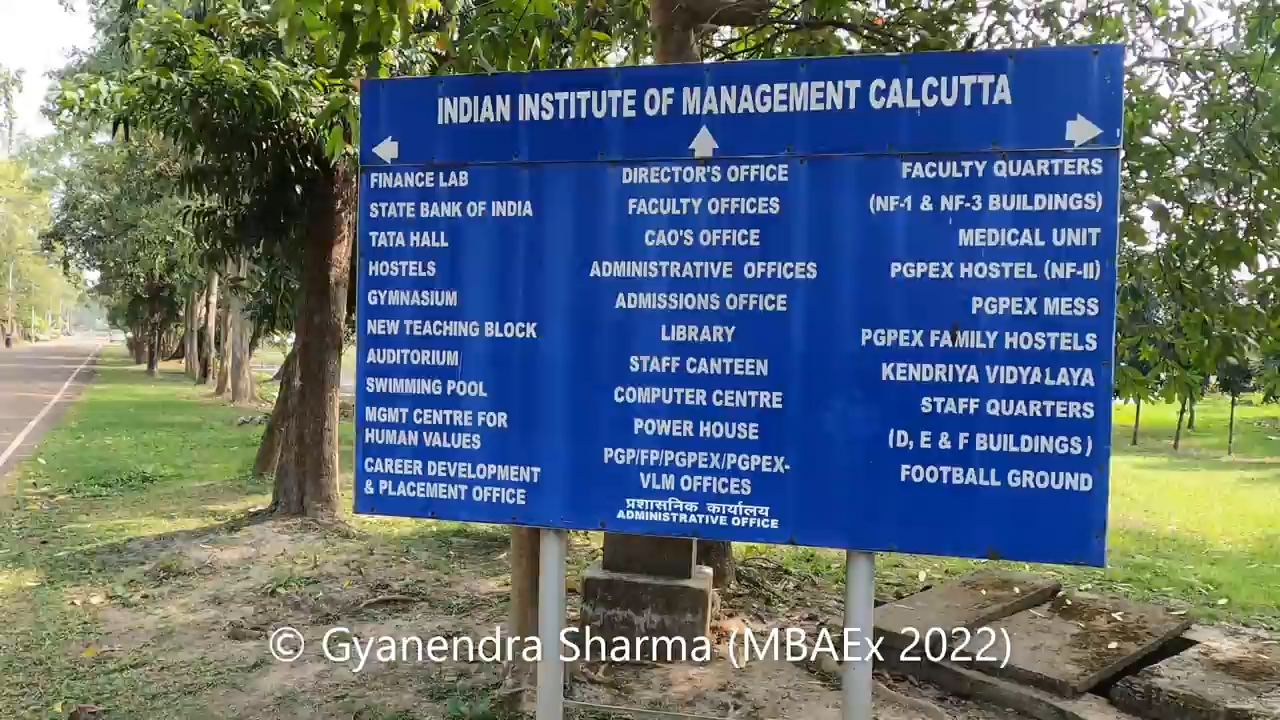 INDIAN INSTITUTE OF MANAGEMENT CALCUTTA
FINANCE LAB
STATE BANK OF INDIA
TATA HALL
HOSTELS
GYMNASIUM
NEW TEACHING BLOCK
AUDITORIUM
SWIMMING POOL
MGMT CENTRE FOR
HUMAN VALUES
CAREER DEVELOPMENT
& PLACEMENT OFFICE
DIRECTOR'S OFFICE
FACULTY OFFICES
CAO'S OFFICE
ADMINISTRATIVE OFFICES
ADMISSIONS OFFICE
LIBRARY
STAFF CANTEEN
COMPUTER CENTRE
POWER HOUSE
PGP/FP/PGPEX/PGPEX-
VLM OFFICES
प्रशासनिक कार्यालय
ADMINISTRATIVE OFFICE
FACULTY QUARTERS
(NF-1 & NF-3 BUILDINGS)
MEDICAL UNIT
PGPEX HOSTEL (NF-II)
PGPEX MESS
PGPEX FAMILY HOSTELS
KENDRIYA VIDYALAYA
STAFF QUARTERS
(D, E & F BUILDINGS)
FOOTBALL GROUND
© Gyanendra Sharma (MBAEx 2022)